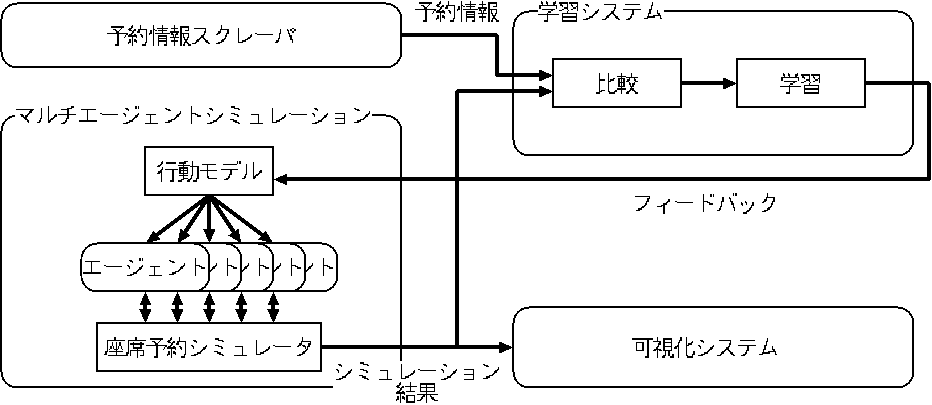 予約情報スクレーパ
予約情報
学習システム
比較
学習
マルチエージェントシミュレーション
行動モデル
フィードバック
エージェント
ント
ント
ント
ント
座席予約シミュレータ
シミュレーション
結果
可視化システム